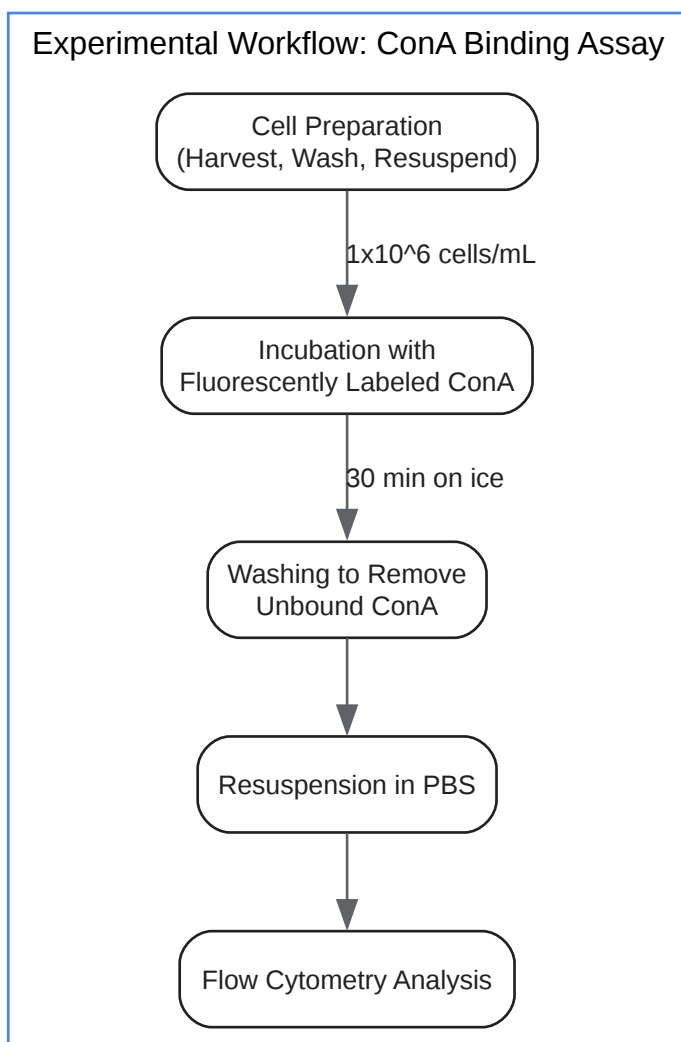 Experimental Workflow: ConA Binding Assay
Cell Preparation
(Harvest, Wash, Resuspend)
1x10^6 cells/mL
Incubation with
Fluorescently Labeled ConA
30 min on ice
Washing to Remove
Unbound ConA
Resuspension in PBS
Flow Cytometry Analysis